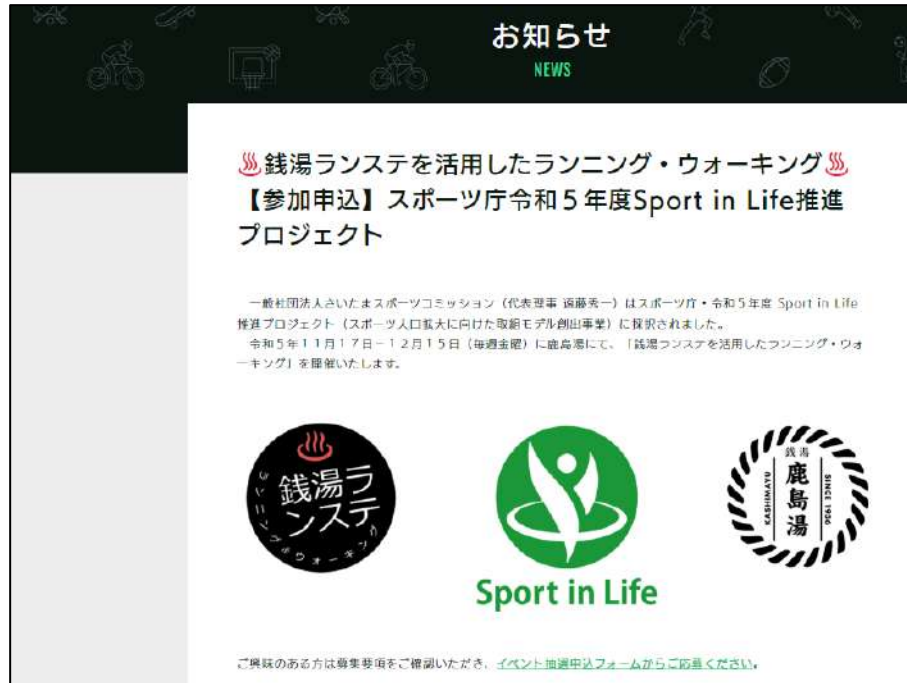 お知らせ
NEWS
♨銭湯ランステを活用したランニング・ウォーキング♨
【参加申込】スポーツ庁令和５年度Sport in Life推進
プロジェクト
一般社団法人さいたまスポーツコミッション（代表理事 遠藤秀一）はスポーツ庁・令和５年度 Sport in Life
推進プロジェクト（スポーツ人口拡大に向けた取組モデル創出事業）に採択されました。
令和５年１１月１７日－１２月１５日（毎週金曜）に鹿島湯にて、「銭湯ランステを活用したランニング・ウォ
ーキング」を開催いたします。
銭湯ラ
ンステ
ランニング&ウォーキング
Sport in Life
銭湯
鹿島湯
KASHIMAYU
SINCE 1956
ご興味のある方は募集要項をご確認いただき、イベント抽選申込フォームからご応募ください。